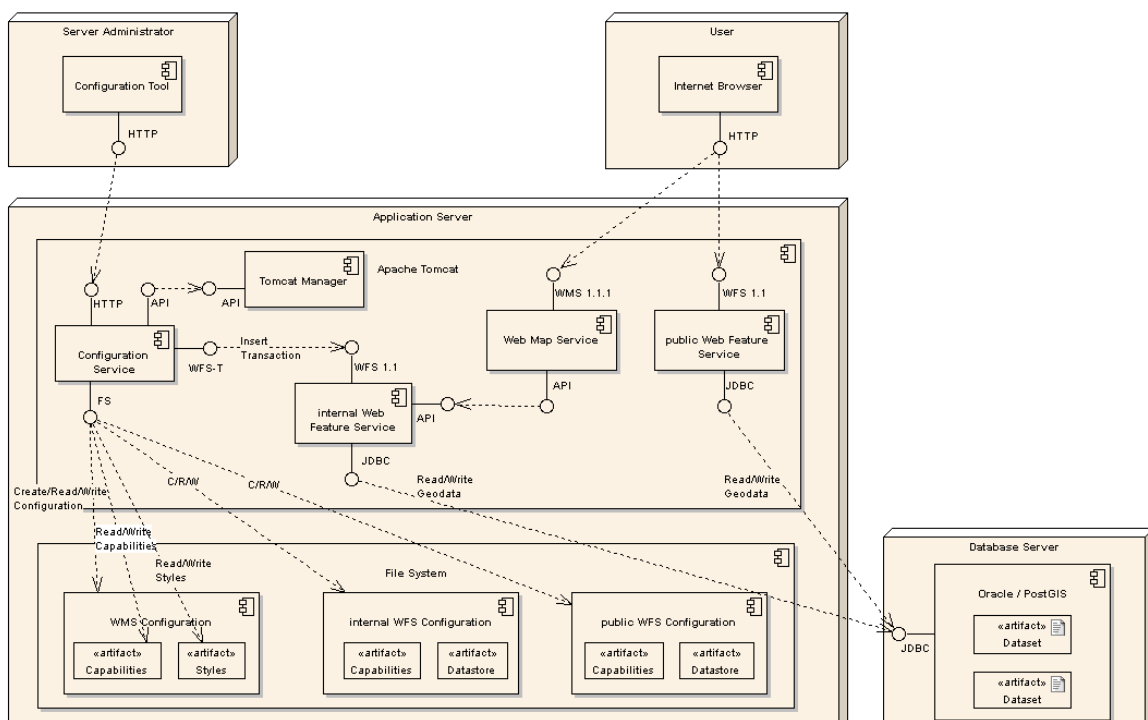 Server Administrator
Configuration Tool
HTTP
User
Internet Browser
HTTP
Application Server
Apache Tomcat
Tomcat Manager
HTTP
API
API
WMS 1.1.1
WFS 1.1
Configuration
Service
WFS-T
Insert
Transaction
WFS 1.1
Web Map Service
public Web Feature
Service
FS
internal Web
Feature Service
API
API
JDBC
JDBC
Create/Read/Write
Configuration
C/R/W
C/R/W
Read/Write
Geodata
Read/Write
Geodata
Read/Write
Capabilities
Read/Write
Styles
File System
WMS Configuration
«artifact»
Capabilities
«artifact»
Styles
internal WFS Configuration
«artifact»
Capabilities
«artifact»
Datastore
public WFS Configuration
«artifact»
Capabilities
«artifact»
Datastore
Database Server
Oracle / PostGIS
JDBC
«artifact»
Dataset
«artifact»
Dataset